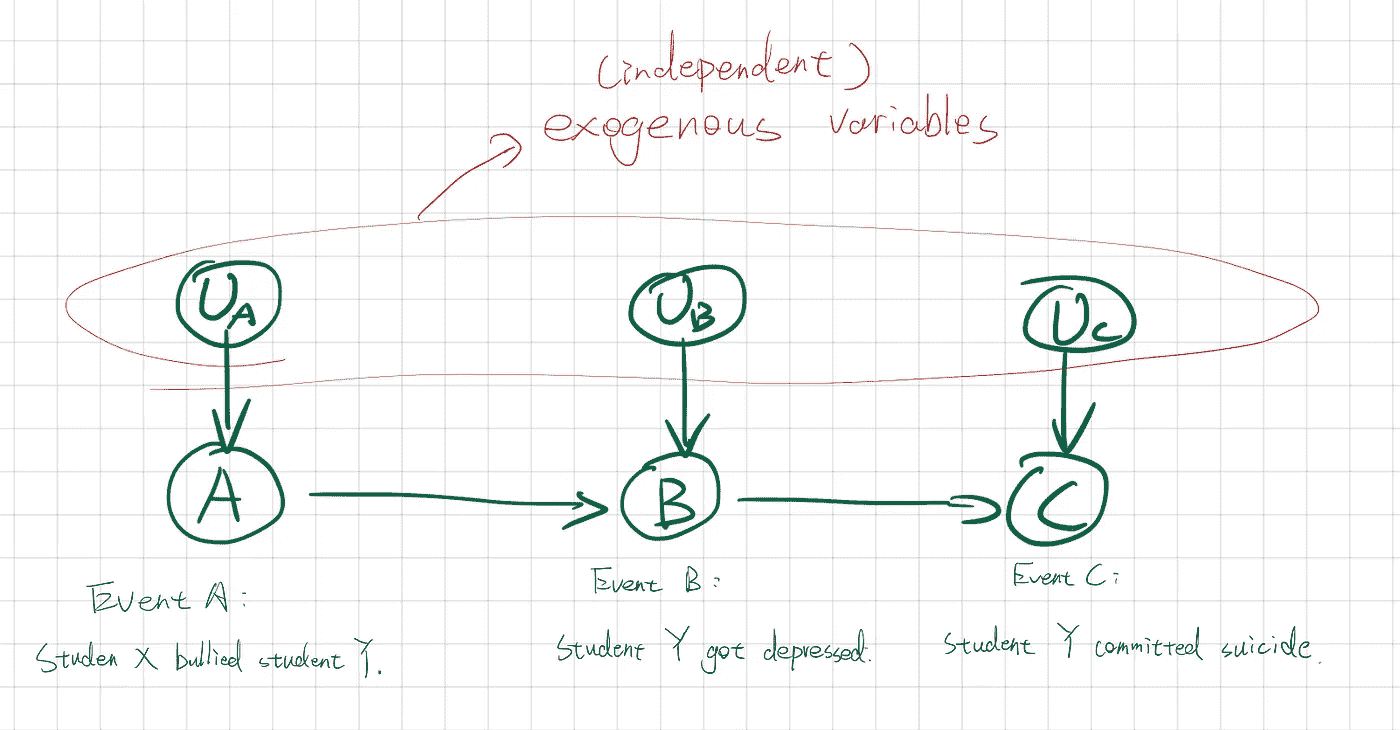 (independent)
exogenous variables
U_A U_B U_C
A B C
Event A: Event B: Event C:
Studen X bullied student Y. Student Y got depressed. Student Y committed suicide.